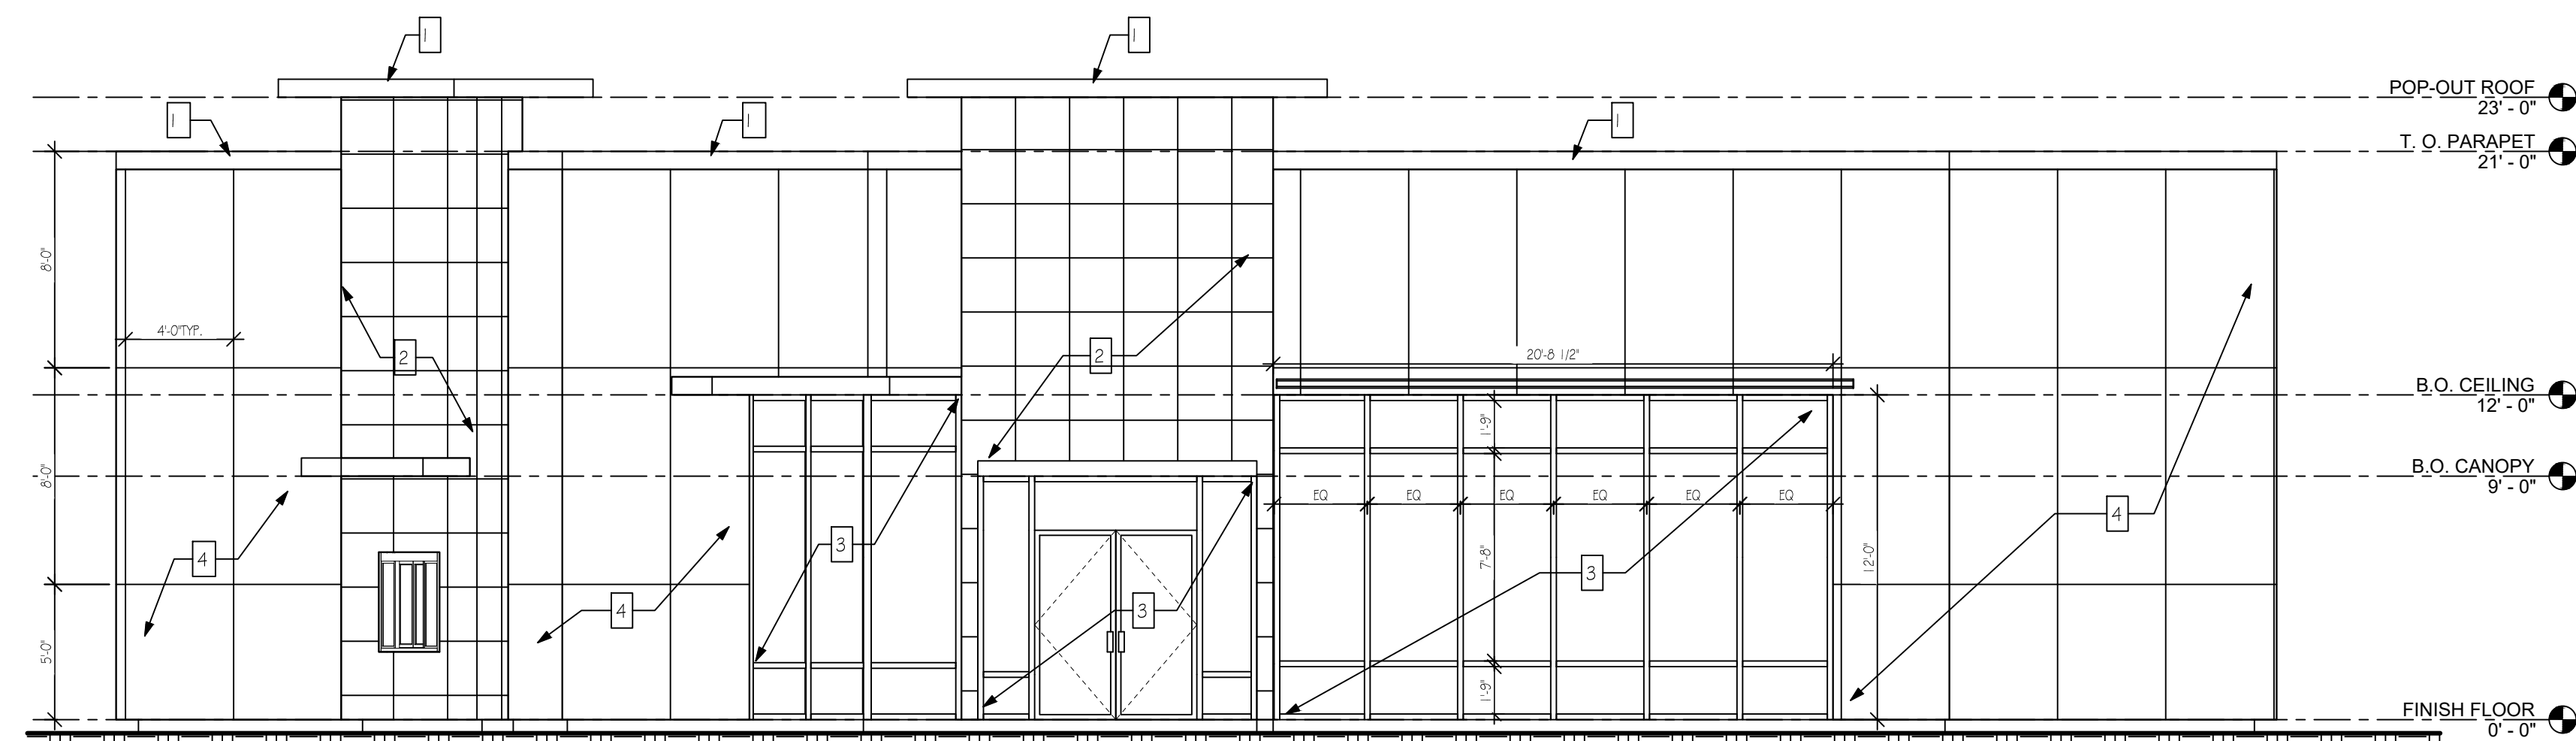 1
1
POP-OUT ROOF
23' - 0"
1
1
1
T. O. PARAPET
21' - 0"
8'-0"
4'-0"TYP.
2
2
20'-8 1/2"
B.O. CEILING
12' - 0"
1'-9"
B.O. CANOPY
9' - 0"
8'-0"
EQ
EQ
EQ
EQ
EQ
EQ
4
3
4
7'-8"
3
12'-0"
4
3
5'-0"
1'-9"
FINISH FLOOR
0' - 0"